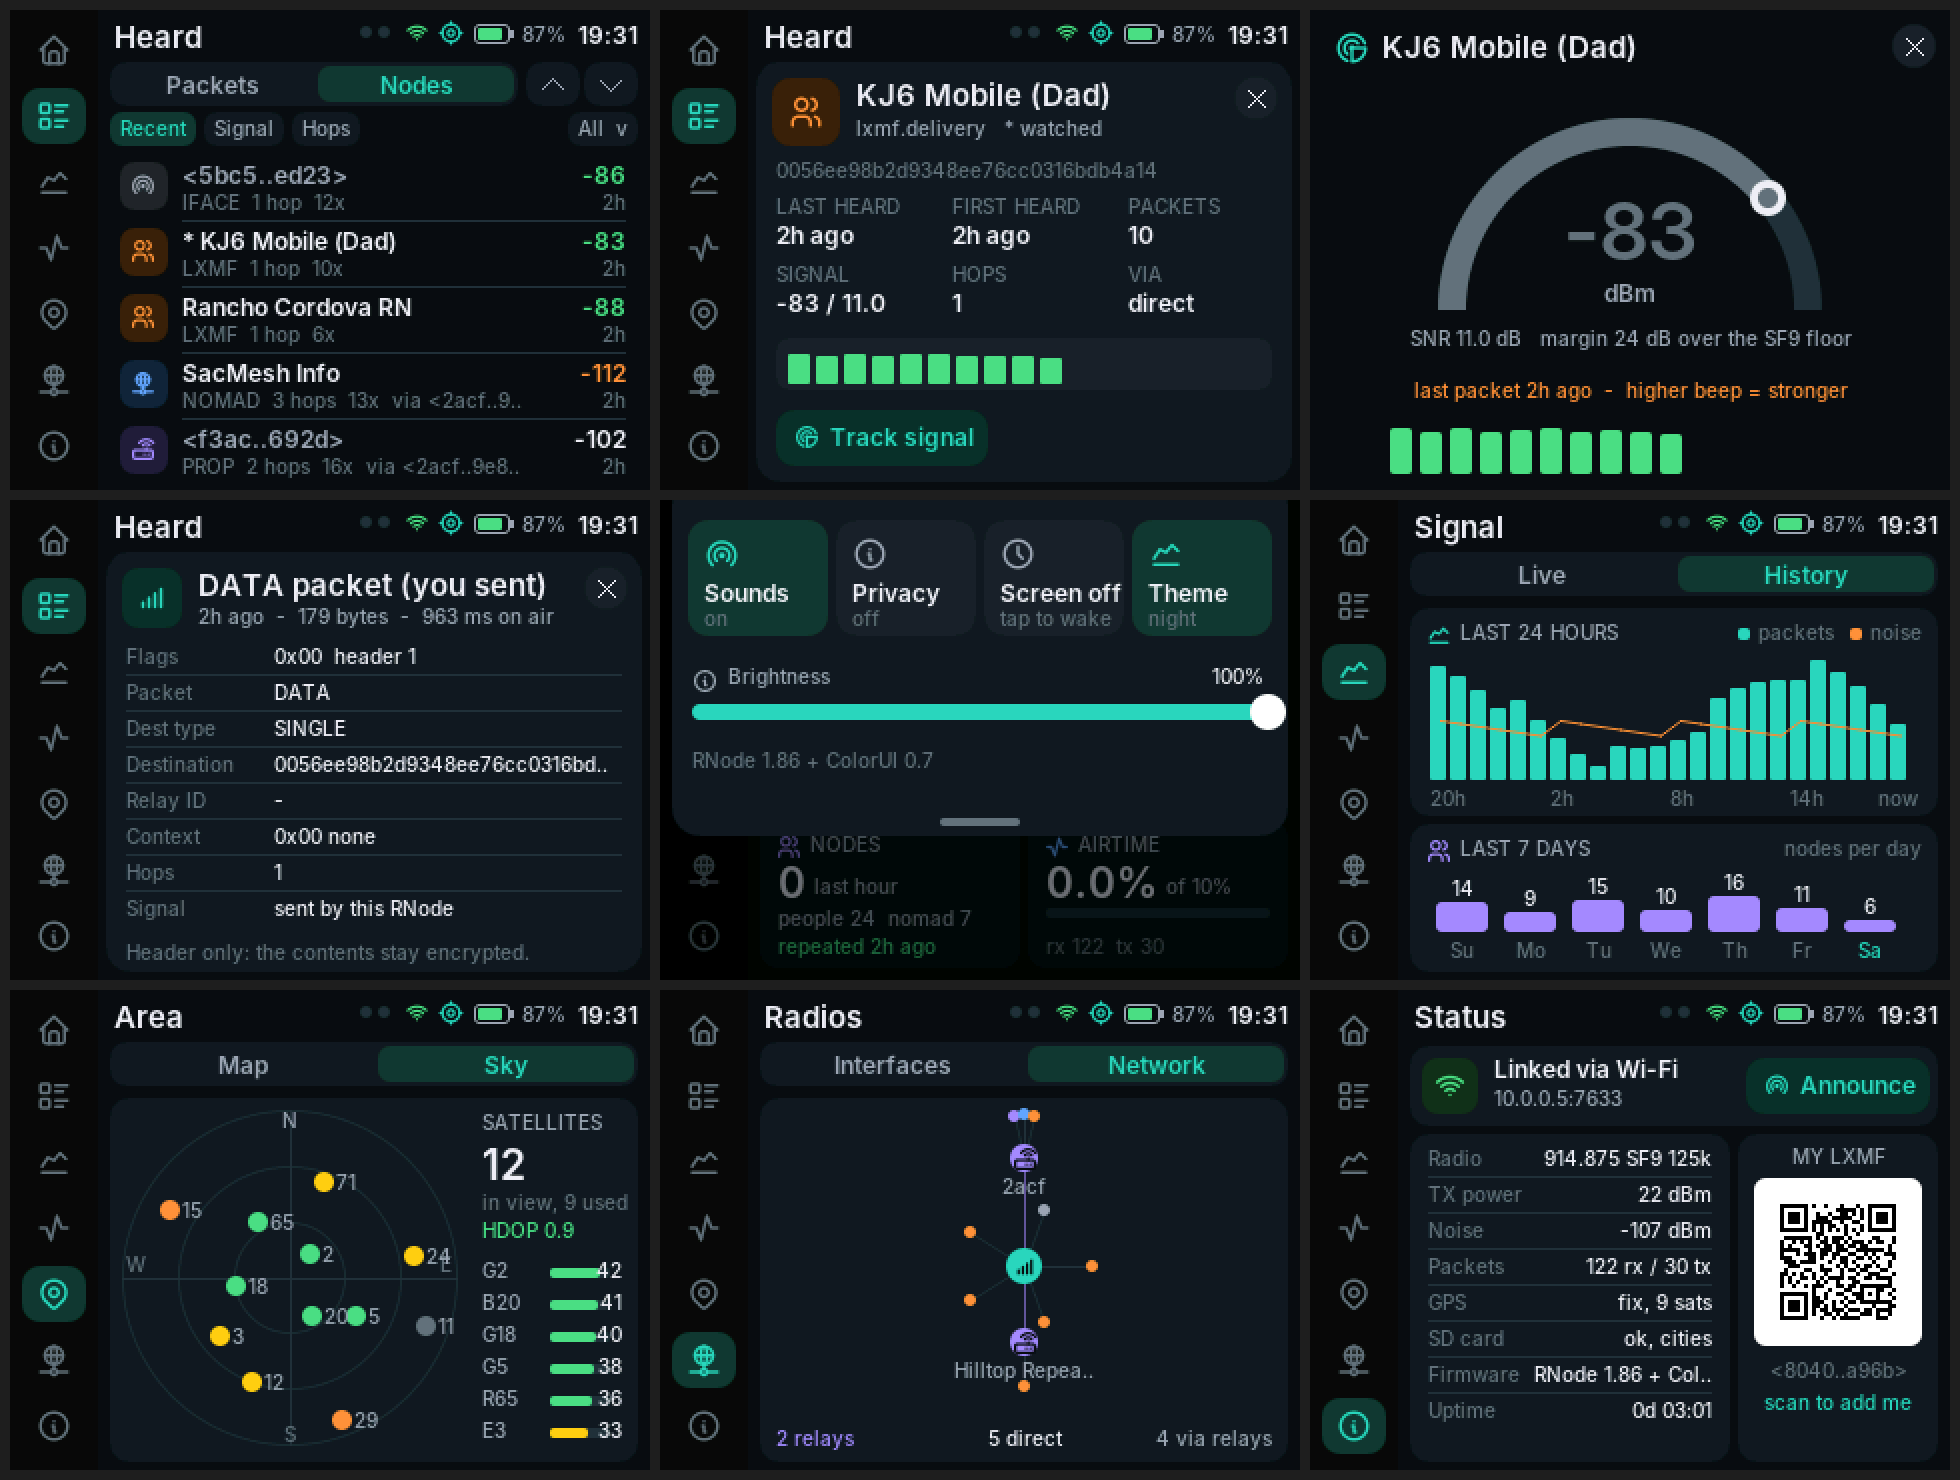 Heard 87% 19:31
Packets Nodes
Recent Signal Hops All v
<5bc5..ed23> -86
IFACE 1 hop 12x 2h
* KJ6 Mobile (Dad) -83
LXMF 1 hop 10x 2h
Rancho Cordova RN -88
LXMF 1 hop 6x 2h
SacMesh Info -112
NOMAD 3 hops 13x via <2acf..9.. 2h
<f3ac..692d> -102
PROP 2 hops 16x via <2acf..9e8.. 2h
Heard 87% 19:31
KJ6 Mobile (Dad)
lxmf.delivery * watched
0056ee98b2d9348ee76cc0316bdb4a14
LAST HEARD FIRST HEARD PACKETS
2h ago 2h ago 10
SIGNAL HOPS VIA
-83 / 11.0 1 direct
Track signal
KJ6 Mobile (Dad)
-83
dBm
SNR 11.0 dB margin 24 dB over the SF9 floor
last packet 2h ago - higher beep = stronger
Heard 87% 19:31
DATA packet (you sent)
2h ago - 179 bytes - 963 ms on air
Flags 0x00 header 1
Packet DATA
Dest type SINGLE
Destination 0056ee98b2d9348ee76cc0316bd..
Relay ID -
Context 0x00 none
Hops 1
Signal sent by this RNode
Header only: the contents stay encrypted.
Sounds Privacy Screen off Theme
on off tap to wake night
Brightness 100%
RNode 1.86 + ColorUI 0.7
NODES AIRTIME
0 last hour 0.0% of 10%
people 24 nomad 7
repeated 2h ago rx 122 tx 30
Signal 87% 19:31
Live History
LAST 24 HOURS packets noise
20h 2h 8h 14h now
LAST 7 DAYS nodes per day
14 9 15 10 16 11 6
Su Mo Tu We Th Fr Sa
Area 87% 19:31
Map Sky
N
71
15
65
2
W
24
E
18
20
5
11
3
12
29
S
SATELLITES
12
in view, 9 used
HDOP 0.9
G2 42
B20 41
G18 40
G5 38
R65 36
E3 33
Radios 87% 19:31
Interfaces Network
2acf
Hilltop Repea..
2 relays 5 direct 4 via relays
Status 87% 19:31
Linked via Wi-Fi
10.0.0.5:7633
Announce
Radio 914.875 SF9 125k
TX power 22 dBm
Noise -107 dBm
Packets 122 rx / 30 tx
GPS fix, 9 sats
SD card ok, cities
Firmware RNode 1.86 + Col..
Uptime 0d 03:01
MY LXMF
<8040..a96b>
scan to add me